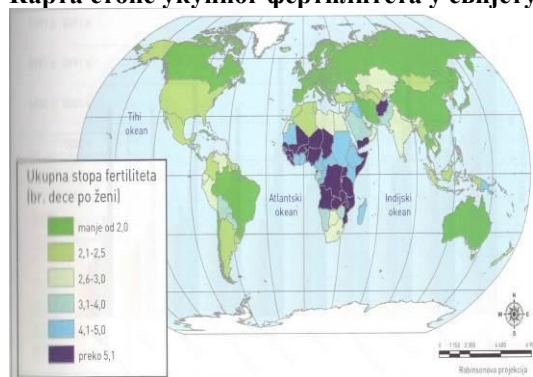 Карта стопе укупног фертилитета у свијету
Tihi
okean
Atlantski
okean
Indijski
okean
Ukupna stopa fertiliteta
(br. dece po ženi)
manje od 2,0
2,1-2,5
2,6-3,0
3,1-4,0
4,1-5,0
preko 5,1
N
W
E
S
Robinsonova projekcija